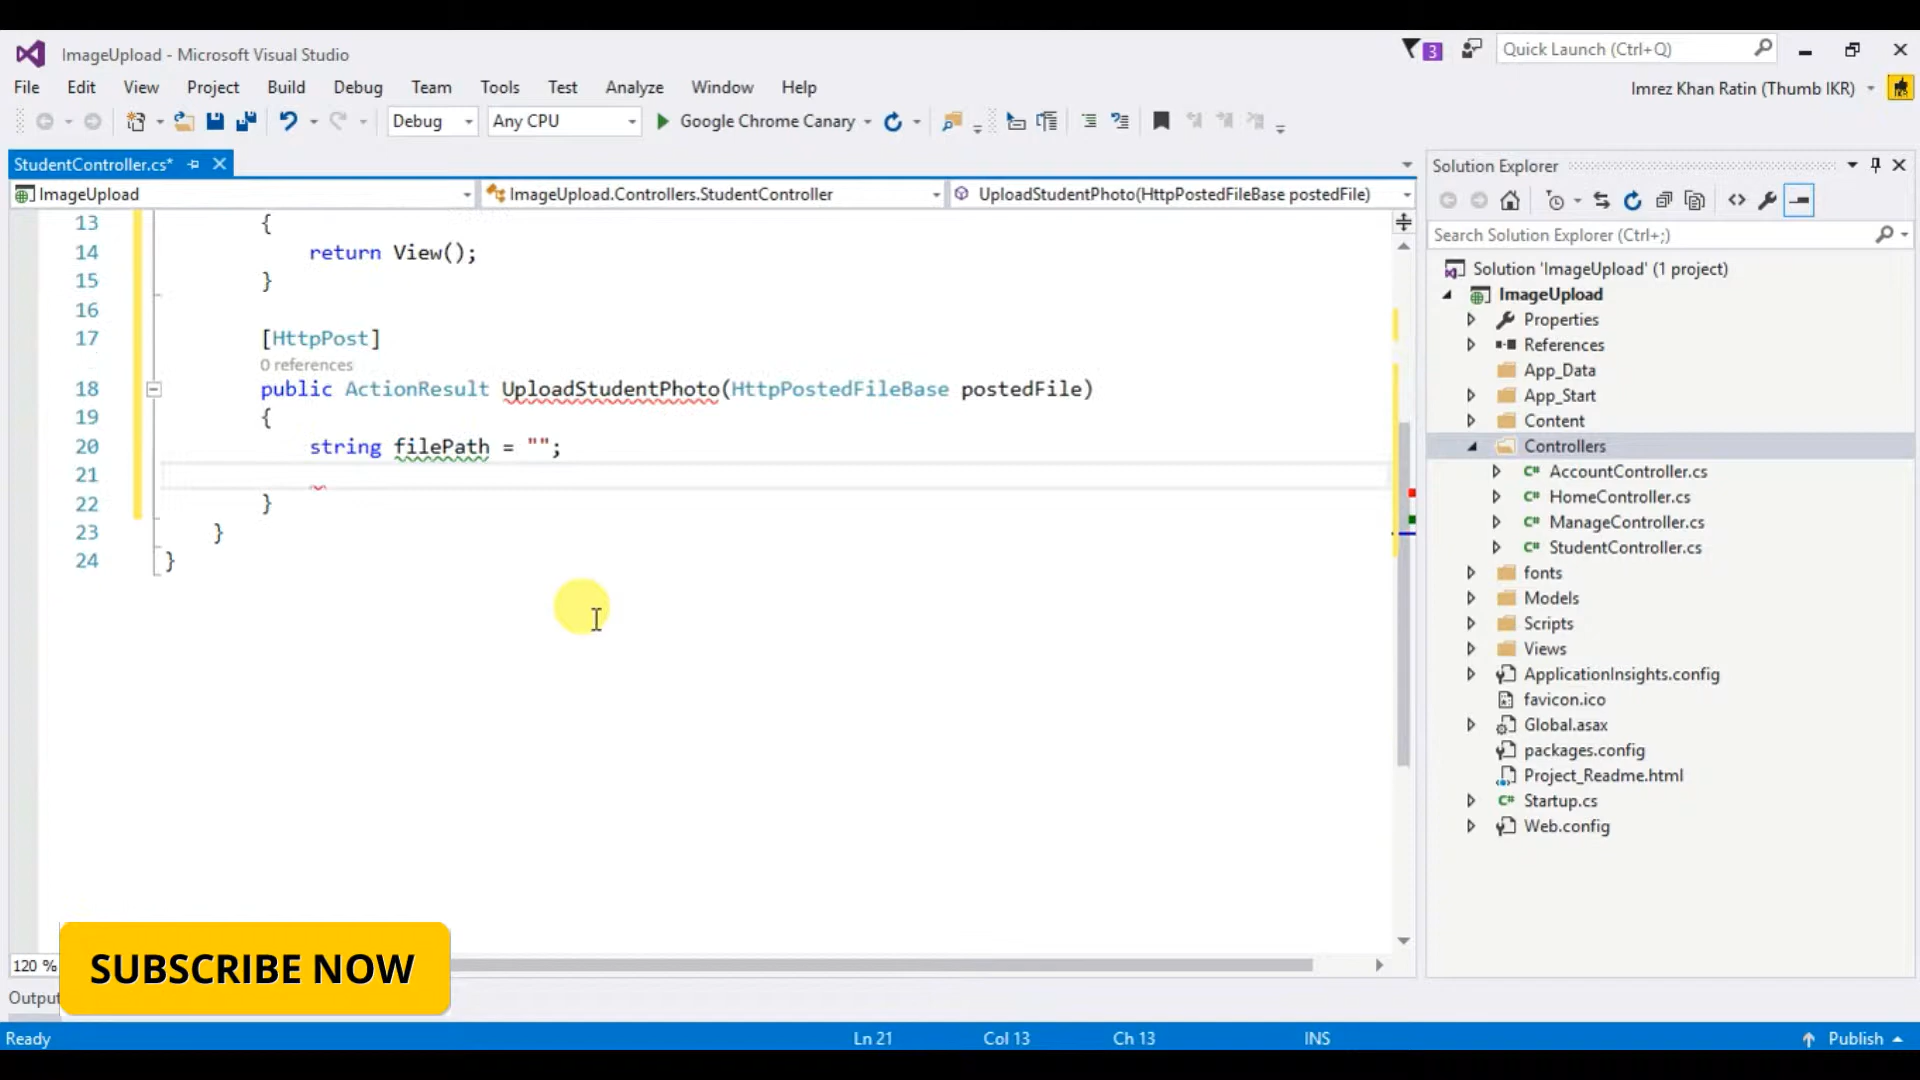 ImageUpload - Microsoft Visual Studio
3
Quick Launch (Ctrl+Q)
File Edit View Project Build Debug Team Tools Test Analyze Window Help
Imrez Khan Ratin (Thumb IKR)
Debug Any CPU Google Chrome Canary
StudentController.cs*
ImageUpload ImageUpload.Controllers.StudentController UploadStudentPhoto(HttpPostedFileBase postedFile)
13 {
14 return View();
15 }
16
17 [HttpPost]
0 references
18 public ActionResult UploadStudentPhoto(HttpPostedFileBase postedFile)
19 {
20 string filePath = "";
21
22 }
23 }
24 }
120 %
SUBSCRIBE NOW
Output
Solution Explorer
Search Solution Explorer (Ctrl+;)
Solution 'ImageUpload' (1 project)
ImageUpload
Properties
References
App_Data
App_Start
Content
Controllers
C# AccountController.cs
C# HomeController.cs
C# ManageController.cs
C# StudentController.cs
fonts
Models
Scripts
Views
ApplicationInsights.config
favicon.ico
Global.asax
packages.config
Project_Readme.html
C# Startup.cs
Web.config
Ready Ln 21 Col 13 Ch 13 INS Publish